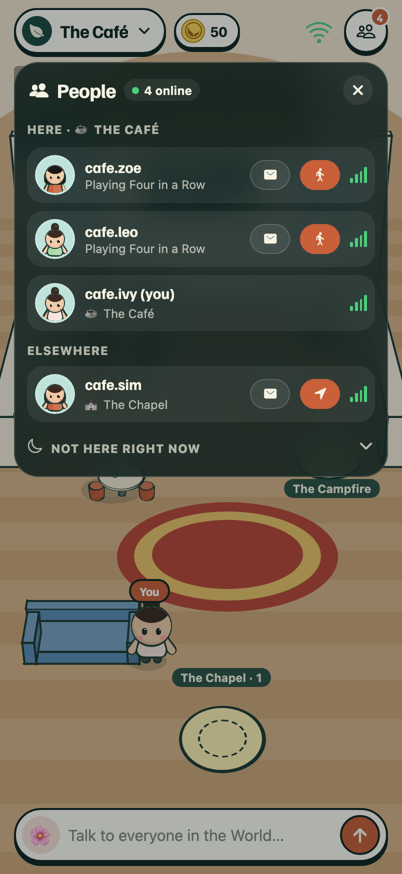 The Café
50
4
People
4 online
HERE · THE CAFÉ
cafe.zoe
Playing Four in a Row
cafe.leo
Playing Four in a Row
cafe.ivy (you)
The Café
ELSEWHERE
cafe.sim
The Chapel
NOT HERE RIGHT NOW
The Campfire
You
The Chapel · 1
Talk to everyone in the World...